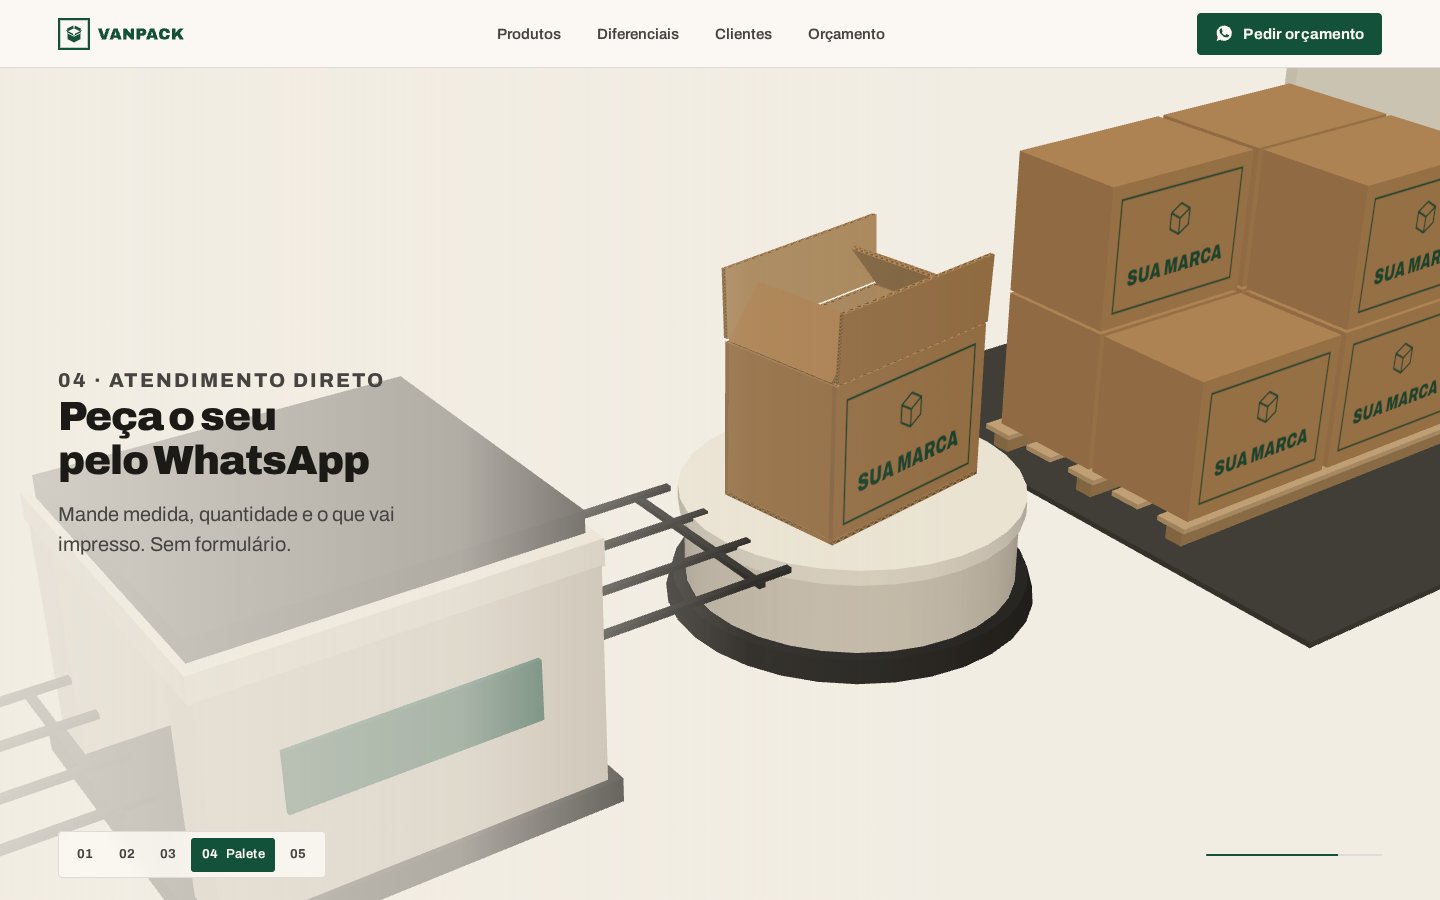 VANPACK
Produtos
Diferenciais
Clientes
Orçamento
Pedir orçamento
SUA MARCA
SUA MAR
SUA MARCA
SUA MARCA
SUA MARCA
04 · ATENDIMENTO DIRETO
Peça o seu
pelo WhatsApp
Mande medida, quantidade e o que vai
impresso. Sem formulário.
01
02
03
04 Palete
05